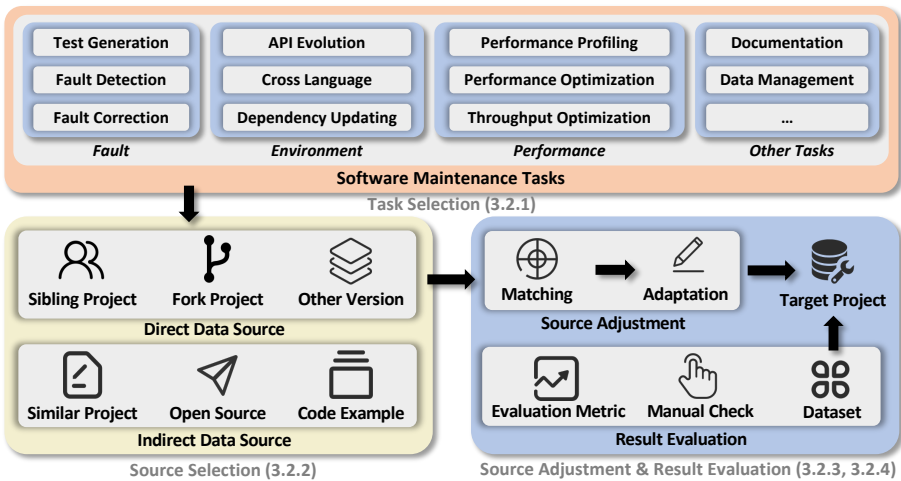 Test Generation
Fault Detection
Fault Correction
Fault
API Evolution
Cross Language
Dependency Updating
Environment
Performance Profiling
Performance Optimization
Throughput Optimization
Performance
Documentation
Data Management
...
Other Tasks
Software Maintenance Tasks
Task Selection (3.2.1)
Sibling Project
Fork Project
Other Version
Direct Data Source
Similar Project
Open Source
Code Example
Indirect Data Source
Source Selection (3.2.2)
Matching
Adaptation
Source Adjustment
Target Project
Evaluation Metric
Manual Check
Dataset
Result Evaluation
Source Adjustment & Result Evaluation (3.2.3, 3.2.4)